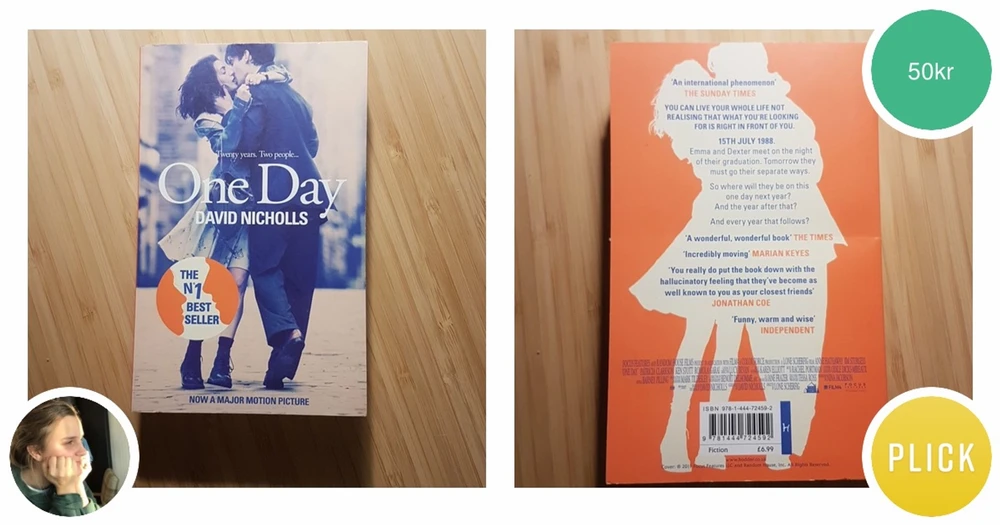 Twenty years. Two people...
One Day
DAVID NICHOLLS
THE
Nº1
BEST
SELLER
NOW A MAJOR MOTION PICTURE
'An international phenomenon'
THE SUNDAY TIMES
YOU CAN LIVE YOUR WHOLE LIFE NOT
REALISING THAT WHAT YOU'RE LOOKING
FOR IS RIGHT IN FRONT OF YOU.
15TH JULY 1988.
Emma and Dexter meet on the night
of their graduation. Tomorrow they
must go their separate ways.
So where will they be on this
one day next year?
And the year after that?
And every year that follows?
'A wonderful, wonderful book' THE TIMES
'Incredibly moving' MARIAN KEYES
'You really do put the book down with the
hallucinatory feeling that they've become as
well known to you as your closest friends'
JONATHAN COE
'Funny, warm and wise'
INDEPENDENT
ISBN 978-1-444-72459-2
9 781444 724592
Fiction £6.99
50kr
PLICK